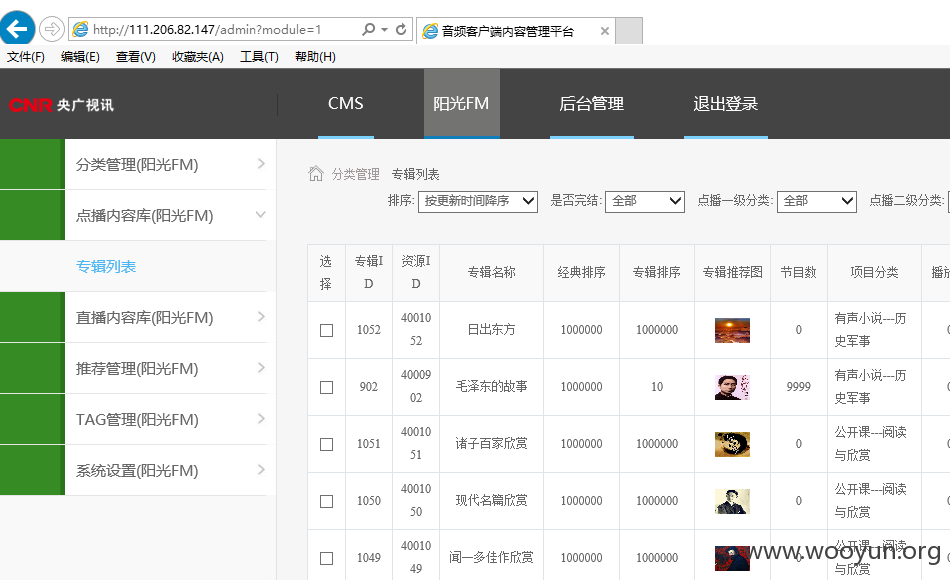 http://111.206.82.147/admin?module=1
音频客户端内容管理平台
文件(F) 编辑(E) 查看(V) 收藏夹(A) 工具(T) 帮助(H)
CNR 央广视讯 CMS 阳光FM 后台管理 退出登录
分类管理(阳光FM)
点播内容库(阳光FM)
专辑列表
直播内容库(阳光FM)
推荐管理(阳光FM)
TAG管理(阳光FM)
系统设置(阳光FM)
分类管理 专辑列表
排序: 按更新时间降序 是否完结: 全部 点播一级分类: 全部 点播二级分类:
选择 专辑ID 资源ID 专辑名称 经典排序 专辑排序 专辑推荐图 节目数 项目分类
1052 4001052 日出东方 1000000 1000000 0 有声小说---历史军事
902 4000902 毛泽东的故事 1000000 10 9999 有声小说---历史军事
1051 4001051 诸子百家欣赏 1000000 1000000 0 公开课---阅读与欣赏
1050 4001050 现代名篇欣赏 1000000 1000000 0 公开课---阅读与欣赏
1049 4001049 闻一多佳作欣赏 1000000 1000000 公开课---阅读与欣赏
www.wooyun.org